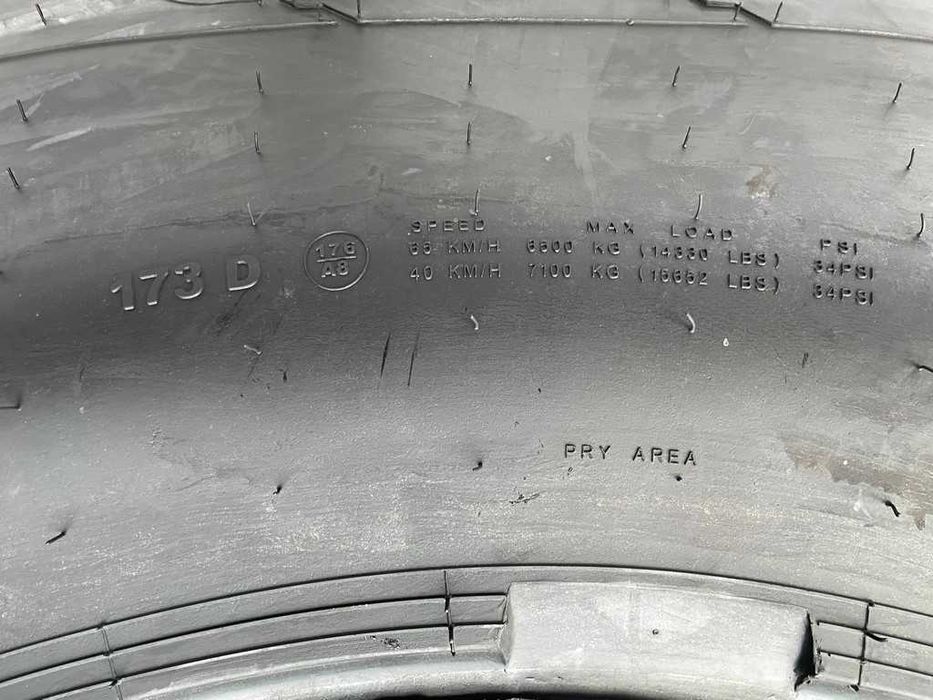 173 D
176
A8
SPEED MAX LOAD PSI
65 KM/H 6500 KG (14330 LBS) 34PSI
40 KM/H 7100 KG (15652 LBS) 34PSI
PRY AREA